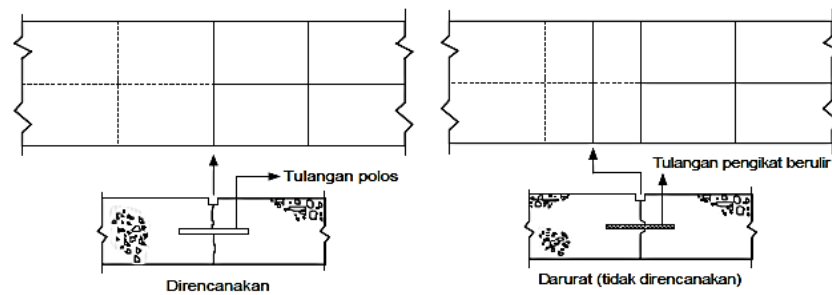 Tulangan polos
Direncanakan
Tulangan pengikat berulir
Darurat (tidak direncanakan)